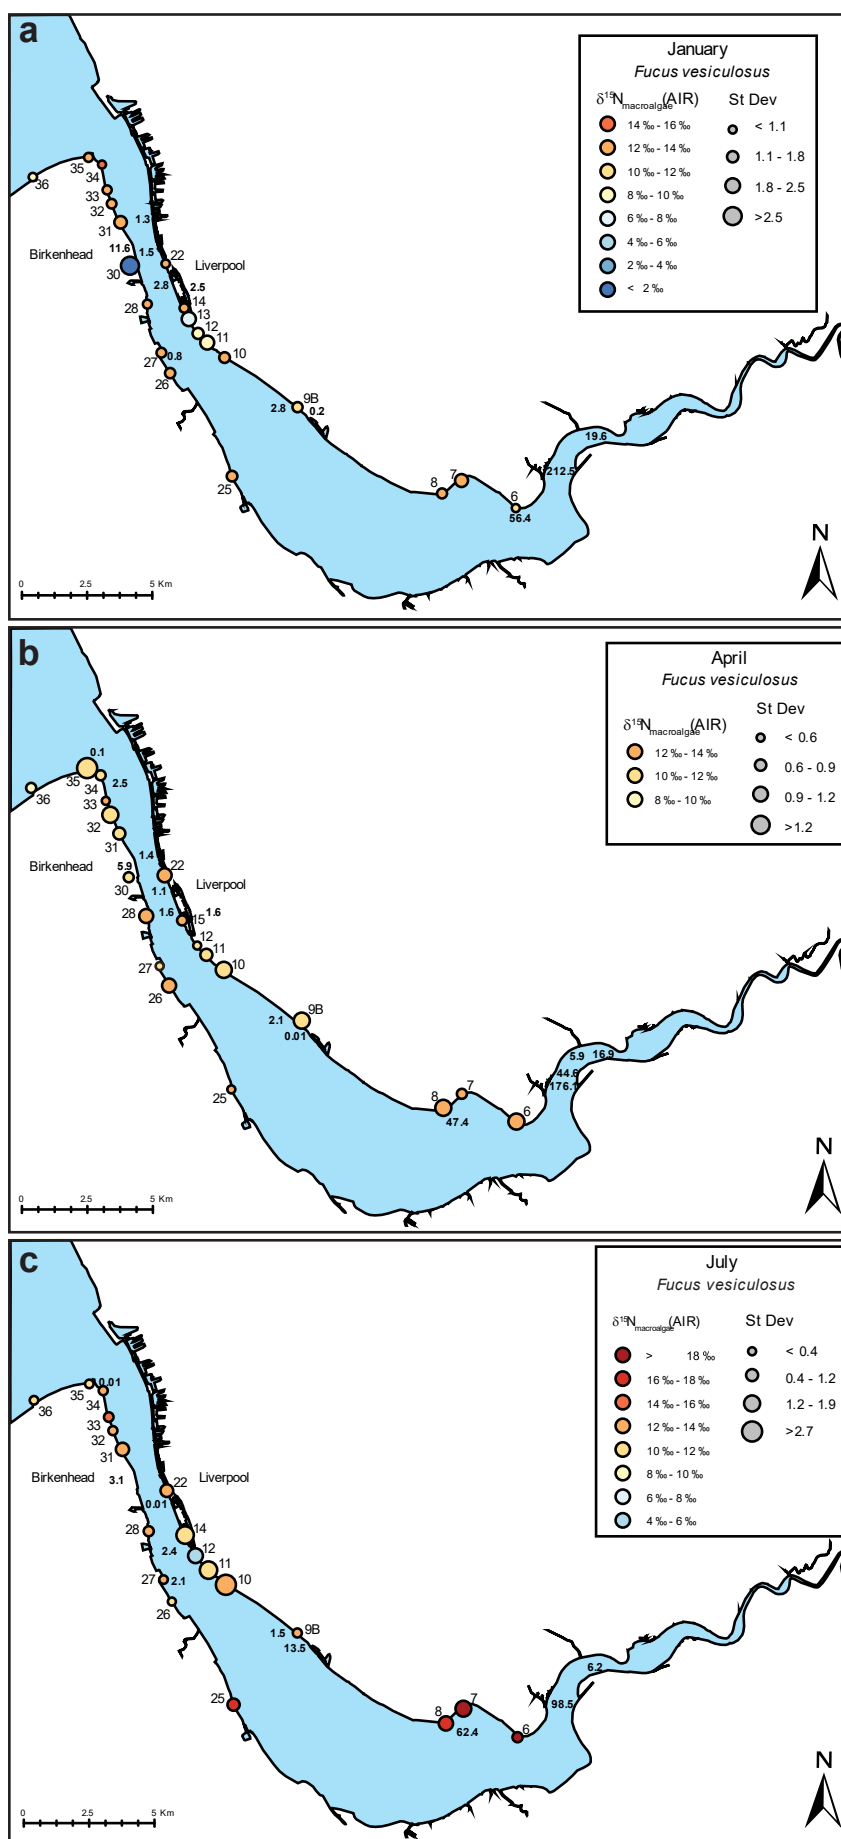 a
January
Fucus vesiculosus
δ15Nmacroalgae (AIR)
St Dev
14 ‰ - 16 ‰
12 ‰ - 14 ‰
10 ‰ - 12 ‰
8 ‰ - 10 ‰
6 ‰ - 8 ‰
4 ‰ - 6 ‰
2 ‰ - 4 ‰
< 2 ‰
< 1.1
1.1 - 1.8
1.8 - 2.5
>2.5
35
36
34
33
32
31
1.3
11.6
1.5
22
Birkenhead
Liverpool
30
2.8
2.5
28
14
13
12
11
27
0.8
10
26
2.8
9B
0.2
19.6
25
8
7
212.5
6
56.4
N
0
2.5
5 Km
b
April
Fucus vesiculosus
δ15Nmacroalgae (AIR)
St Dev
12 ‰ - 14 ‰
10 ‰ - 12 ‰
8 ‰ - 10 ‰
< 0.6
0.6 - 0.9
0.9 - 1.2
>1.2
0.1
35
2.5
36
34
33
32
31
1.4
Birkenhead
5.9
22
Liverpool
30
1.1
28
1.6
15
1.6
12
11
27
10
26
2.1
9B
0.01
5.9
16.9
44.6
176.1
25
8
7
47.4
6
N
0
2.5
5 Km
c
July
Fucus vesiculosus
δ15Nmacroalgae (AIR)
St Dev
> 18 ‰
16 ‰ - 18 ‰
14 ‰ - 16 ‰
12 ‰ - 14 ‰
10 ‰ - 12 ‰
8 ‰ - 10 ‰
6 ‰ - 8 ‰
4 ‰ - 6 ‰
< 0.4
0.4 - 1.2
1.2 - 1.9
>2.7
35
0.01
36
34
33
32
31
Birkenhead
3.1
22
Liverpool
0.01
28
14
2.4
12
11
27
2.1
10
26
1.5
9B
13.5
6.2
25
8
7
98.5
62.4
6
N
0
2.5
5 Km